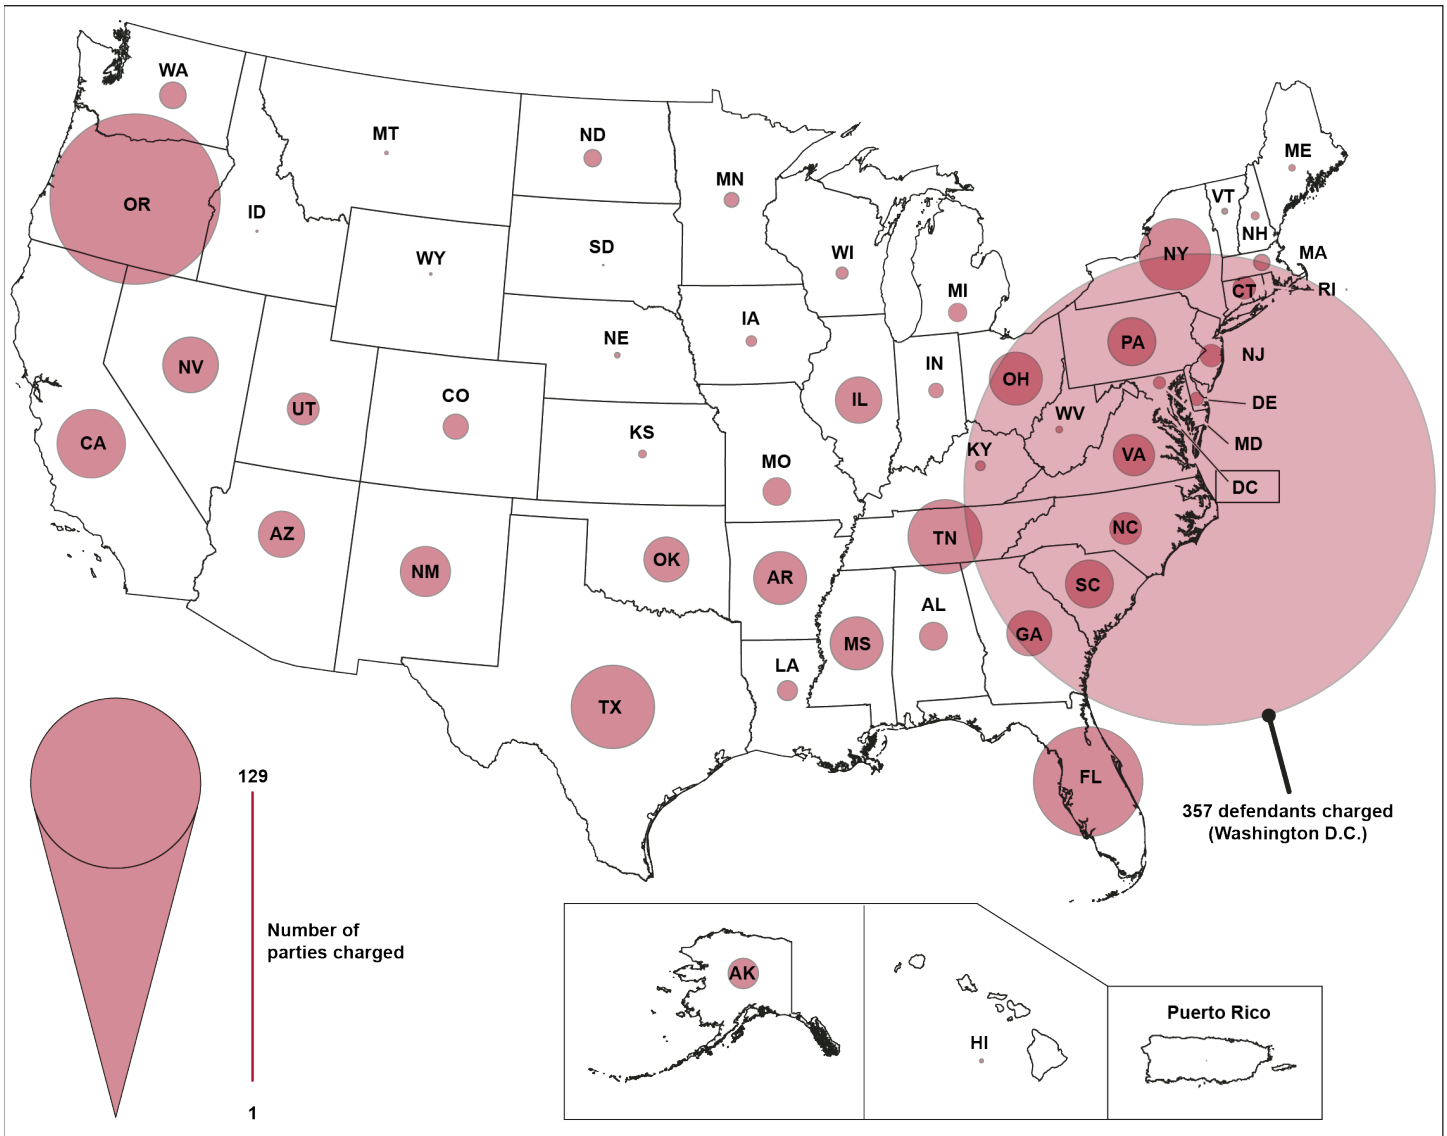 WA
MT
ND
MN
ME
OR
ID
VT
NH
MA
WY
SD
WI
NY
MI
CT
RI
NE
IA
PA
NJ
NV
IN
OH
UT
CO
IL
DE
CA
KS
WV
MD
MO
KY
VA
DC
AZ
NM
OK
AR
TN
NC
AL
SC
MS
GA
LA
TX
FL
129
357 defendants charged
(Washington D.C.)
Number of
parties charged
1
AK
HI
Puerto Rico